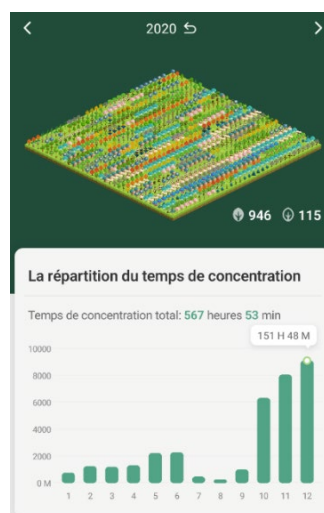 2020
946 115
La répartition du temps de concentration
Temps de concentration total: 567 heures 53 min
151 H 48 M
10000
8000
6000
4000
2000
0 M
1 2 3 4 5 6 7 8 9 10 11 12